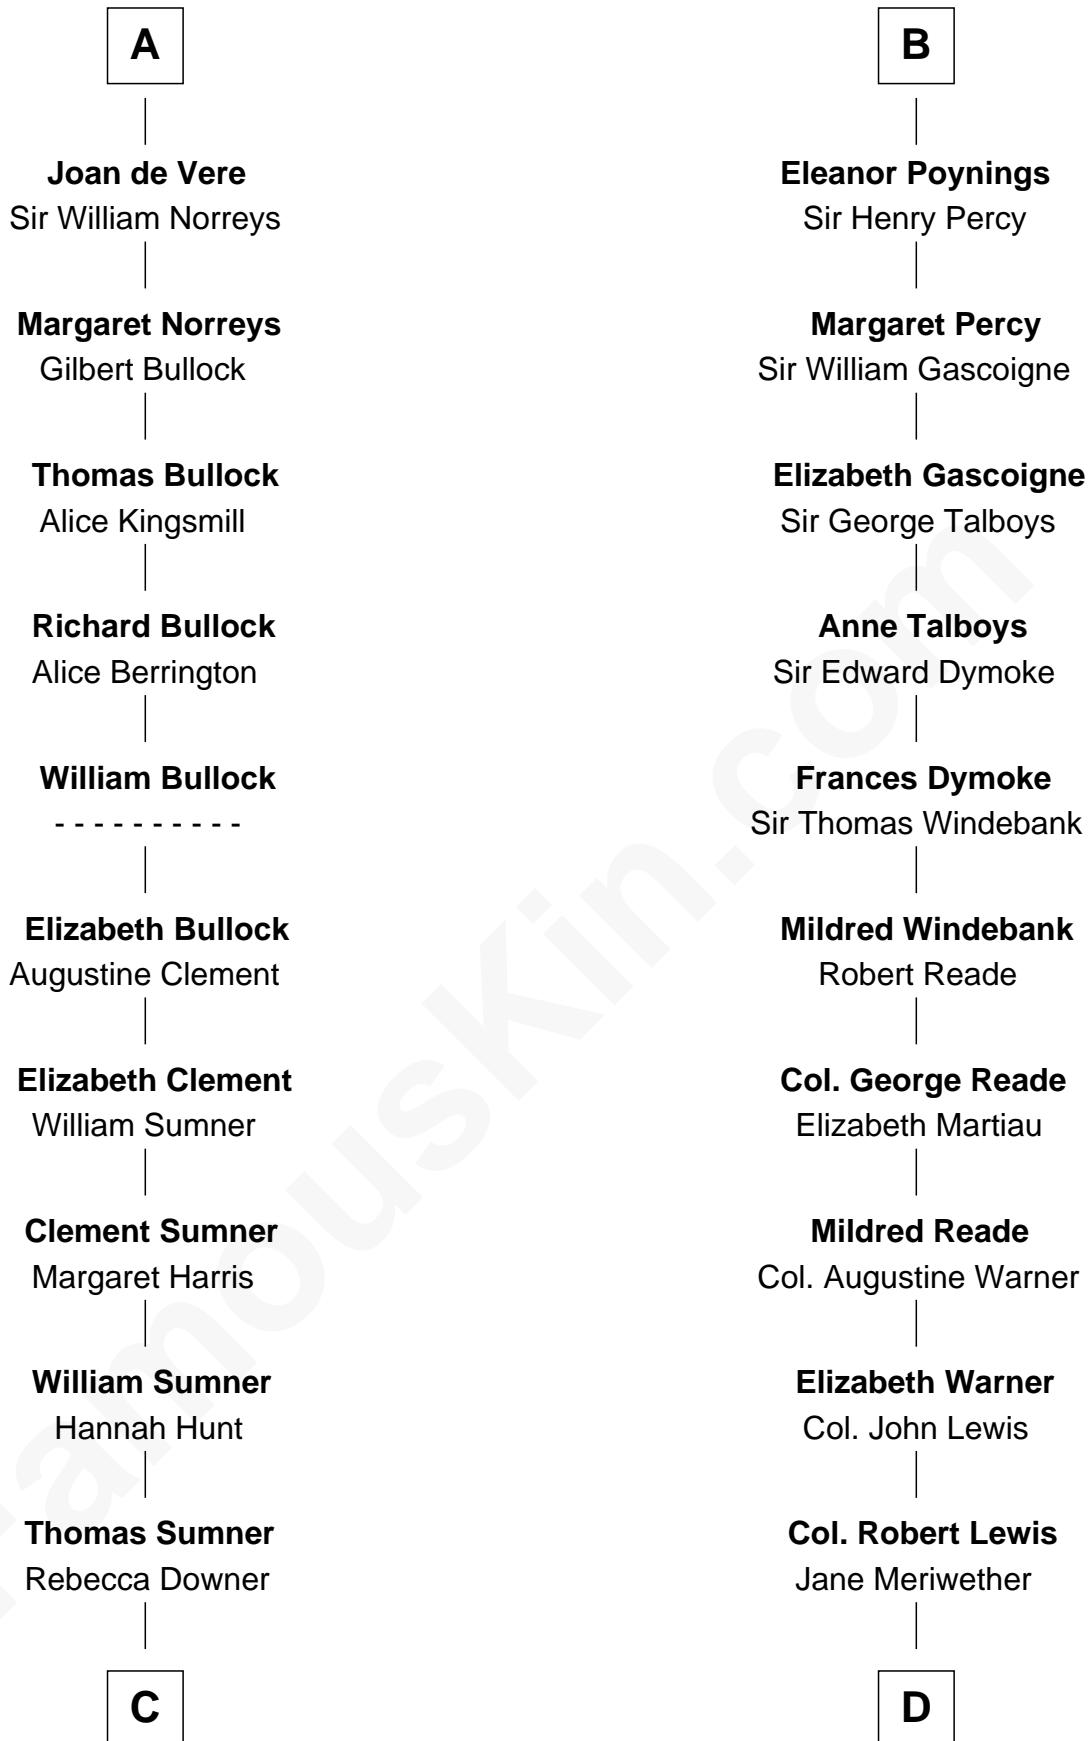 A
Joan de Vere
Sir William Norreys
Margaret Norreys
Gilbert Bullock
Thomas Bullock
Alice Kingsmill
Richard Bullock
Alice Berrington
William Bullock
- - - - - - - - - -
Elizabeth Bullock
Augustine Clement
Elizabeth Clement
William Sumner
Clement Sumner
Margaret Harris
William Sumner
Hannah Hunt
Thomas Sumner
Rebecca Downer
C
B
Eleanor Poynings
Sir Henry Percy
Margaret Percy
Sir William Gascoigne
Elizabeth Gascoigne
Sir George Talboys
Anne Talboys
Sir Edward Dymoke
Frances Dymoke
Sir Thomas Windebank
Mildred Windebank
Robert Reade
Col. George Reade
Elizabeth Martiau
Mildred Reade
Col. Augustine Warner
Elizabeth Warner
Col. John Lewis
Col. Robert Lewis
Jane Meriwether
D
FamousKin.com